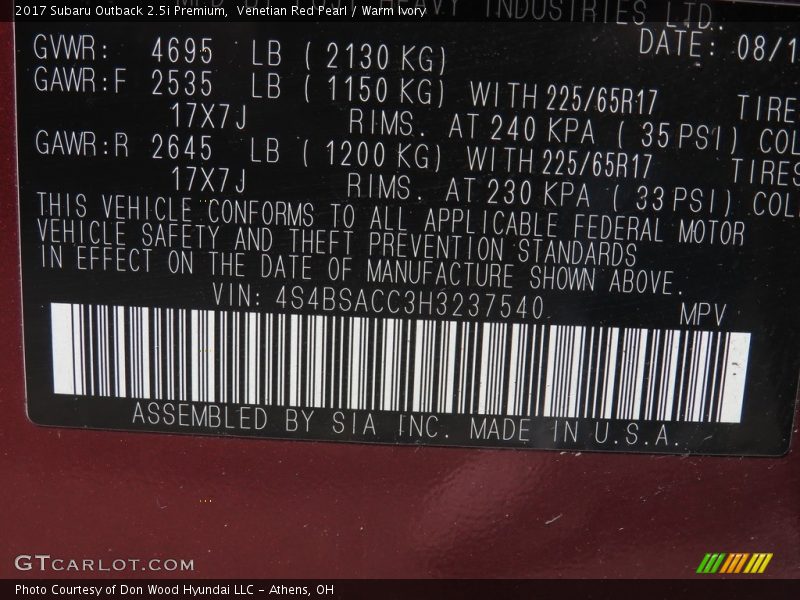 2017 Subaru Outback 2.5i Premium,  Venetian Red Pearl / Warm Ivory
HEAVY INDUSTRIES LTD.
DATE: 08/1
GVWR: 4695 LB ( 2130 KG)
GAWR:F 2535 LB ( 1150 KG) WITH 225/65R17 TIRE
17X7J RIMS. AT 240 KPA ( 35 PSI) COL
GAWR:R 2645 LB ( 1200 KG) WITH 225/65R17 TIRES
17X7J RIMS. AT 230 KPA ( 33 PSI) COL
THIS VEHICLE CONFORMS TO ALL APPLICABLE FEDERAL MOTOR
VEHICLE SAFETY AND THEFT PREVENTION STANDARDS
IN EFFECT ON THE DATE OF MANUFACTURE SHOWN ABOVE.
VIN: 4S4BSACC3H3237540 MPV
ASSEMBLED BY SIA INC. MADE IN U.S.A.
GTCARLOT.COM
Photo Courtesy of Don Wood Hyundai LLC - Athens, OH